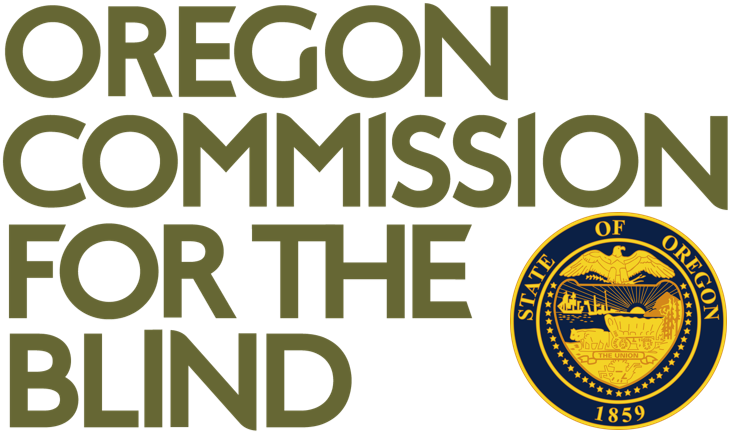 OREGON
COMMISSION
FOR THE
BLIND
STATE OF OREGON
THE UNION
1859